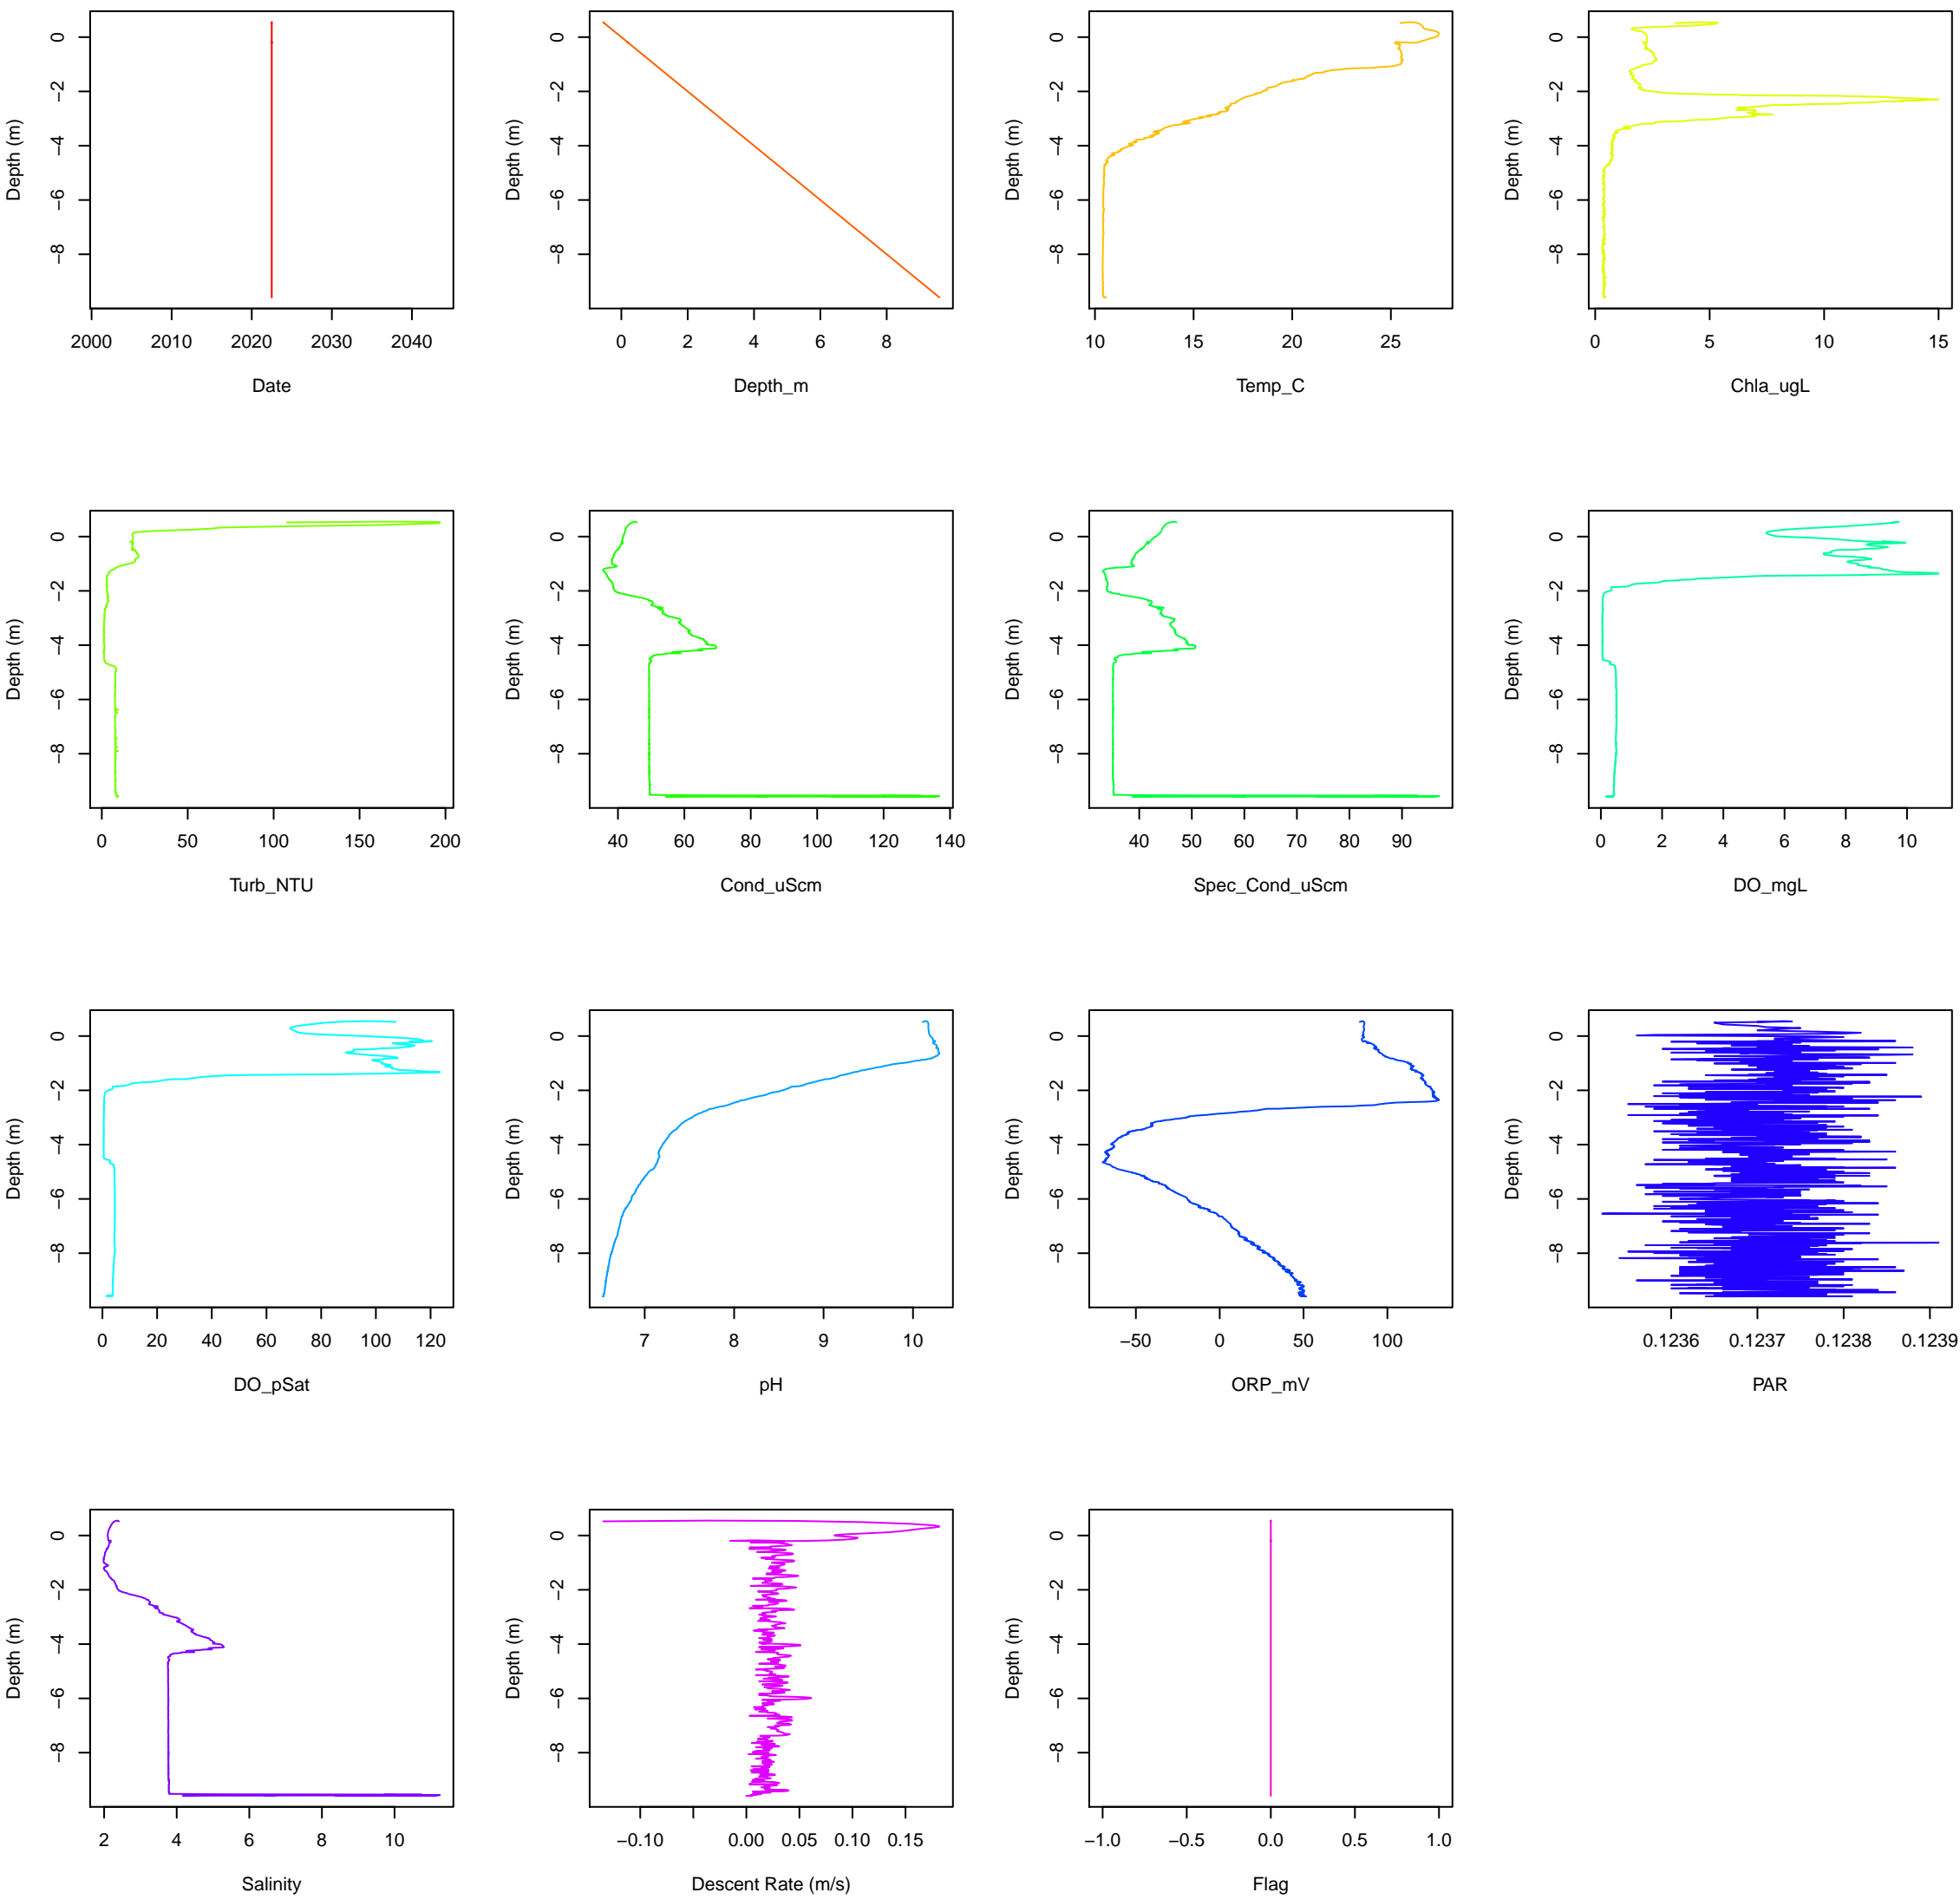 Depth (m)
0
−2
−4
−6
−8
2000 2010 2020 2030 2040
Date
Depth (m)
0
−2
−4
−6
−8
0 2 4 6 8
Depth_m
Depth (m)
0
−2
−4
−6
−8
10 15 20 25
Temp_C
Depth (m)
0
−2
−4
−6
−8
0 5 10 15
Chla_ugL
Depth (m)
0
−2
−4
−6
−8
0 50 100 150 200
Turb_NTU
Depth (m)
0
−2
−4
−6
−8
40 60 80 100 120 140
Cond_uScm
Depth (m)
0
−2
−4
−6
−8
40 50 60 70 80 90
Spec_Cond_uScm
Depth (m)
0
−2
−4
−6
−8
0 2 4 6 8 10
DO_mgL
Depth (m)
0
−2
−4
−6
−8
0 20 40 60 80 100 120
DO_pSat
Depth (m)
0
−2
−4
−6
−8
7 8 9 10
pH
Depth (m)
0
−2
−4
−6
−8
−50 0 50 100
ORP_mV
Depth (m)
0
−2
−4
−6
−8
0.1236 0.1237 0.1238 0.1239
PAR
Depth (m)
0
−2
−4
−6
−8
2 4 6 8 10
Salinity
Depth (m)
0
−2
−4
−6
−8
−0.10 0.00 0.05 0.10 0.15
Descent Rate (m/s)
Depth (m)
0
−2
−4
−6
−8
−1.0 −0.5 0.0 0.5 1.0
Flag